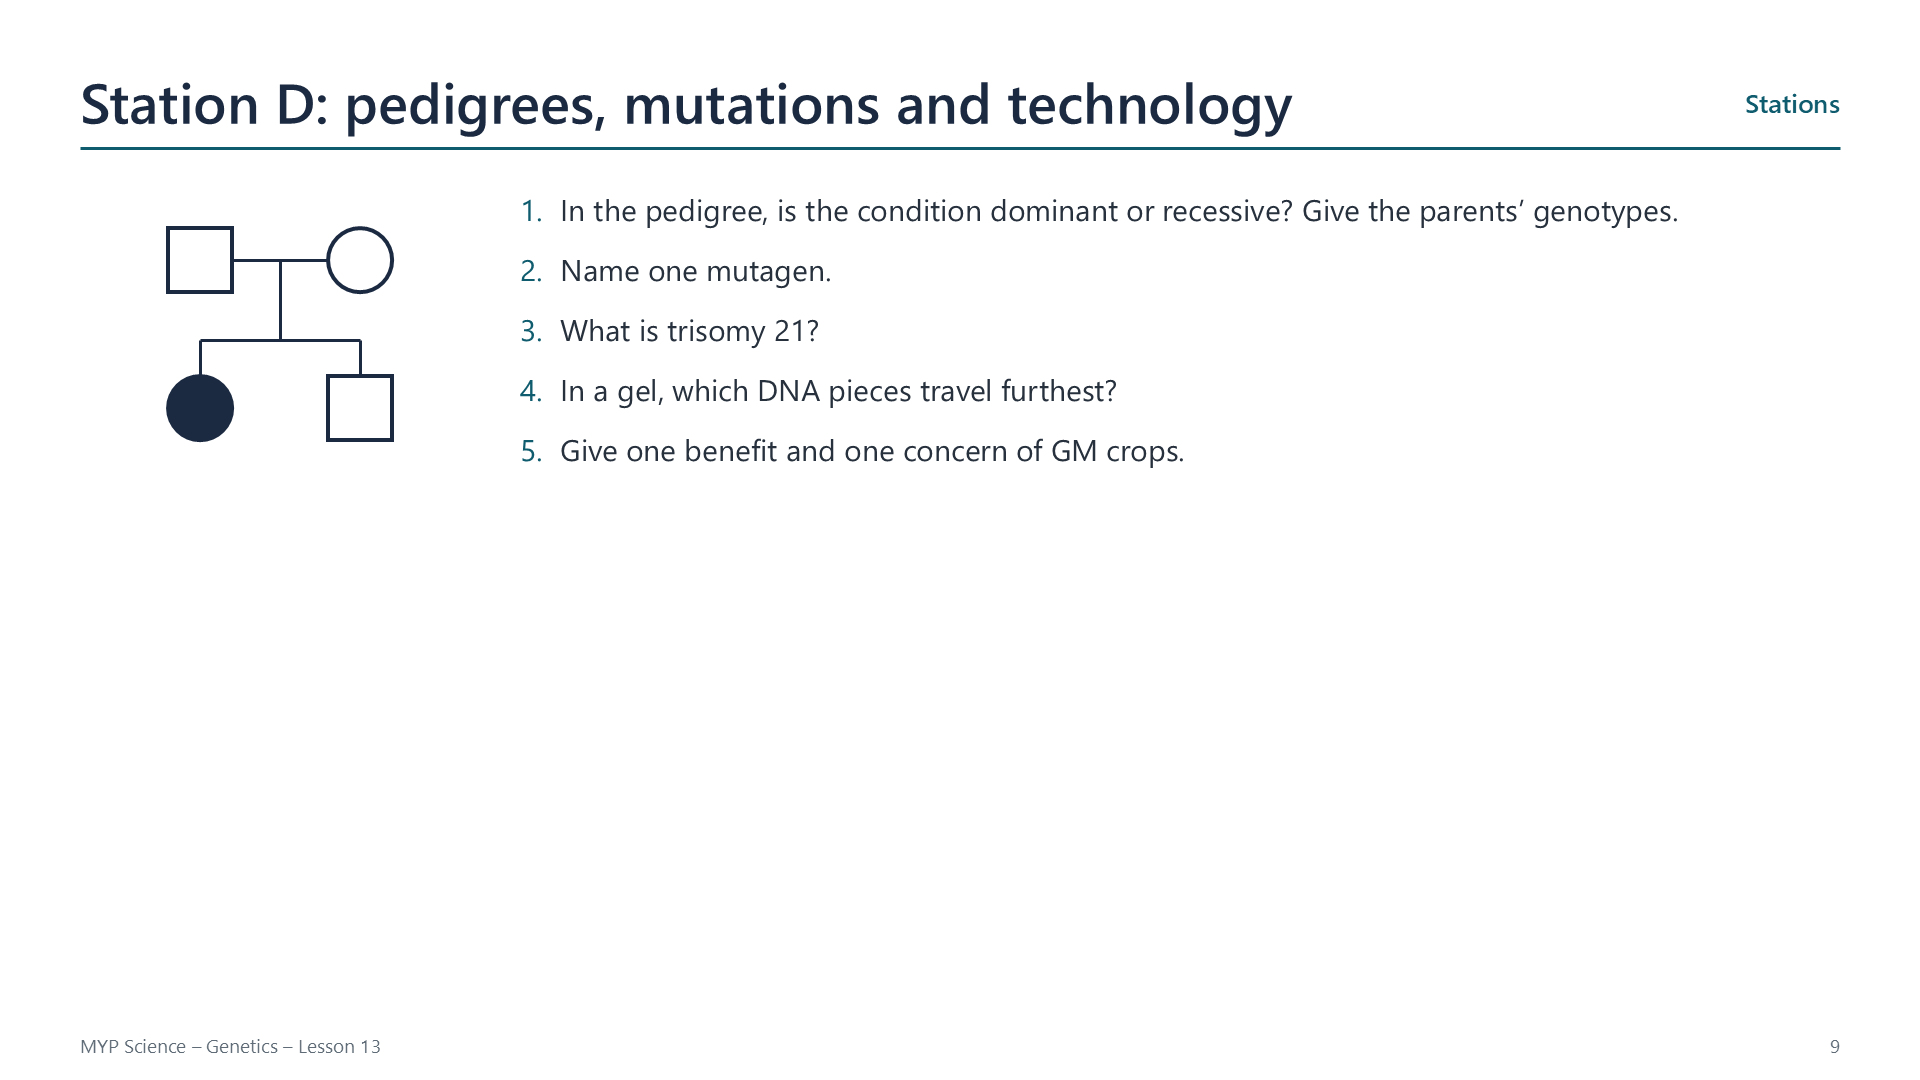 Station D: pedigrees, mutations and technology
Stations
1. In the pedigree, is the condition dominant or recessive? Give the parents’ genotypes.
2. Name one mutagen.
3. What is trisomy 21?
4. In a gel, which DNA pieces travel furthest?
5. Give one benefit and one concern of GM crops.
MYP Science – Genetics – Lesson 13
9